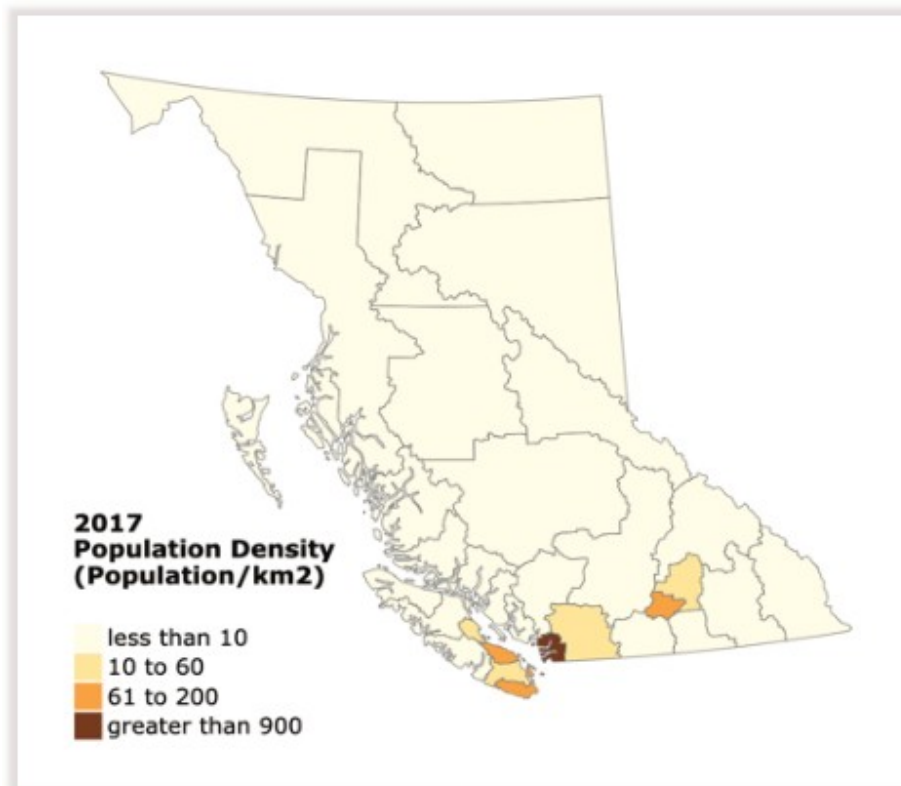 2017
Population Density
(Population/km2)
less than 10
10 to 60
61 to 200
greater than 900